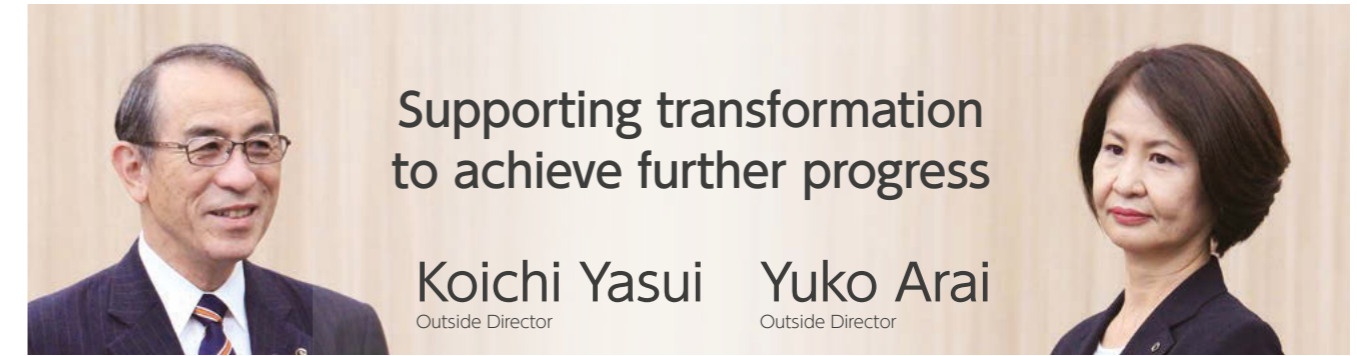 Supporting transformation
to achieve further progress
Koichi Yasui
Outside Director
Yuko Arai
Outside Director